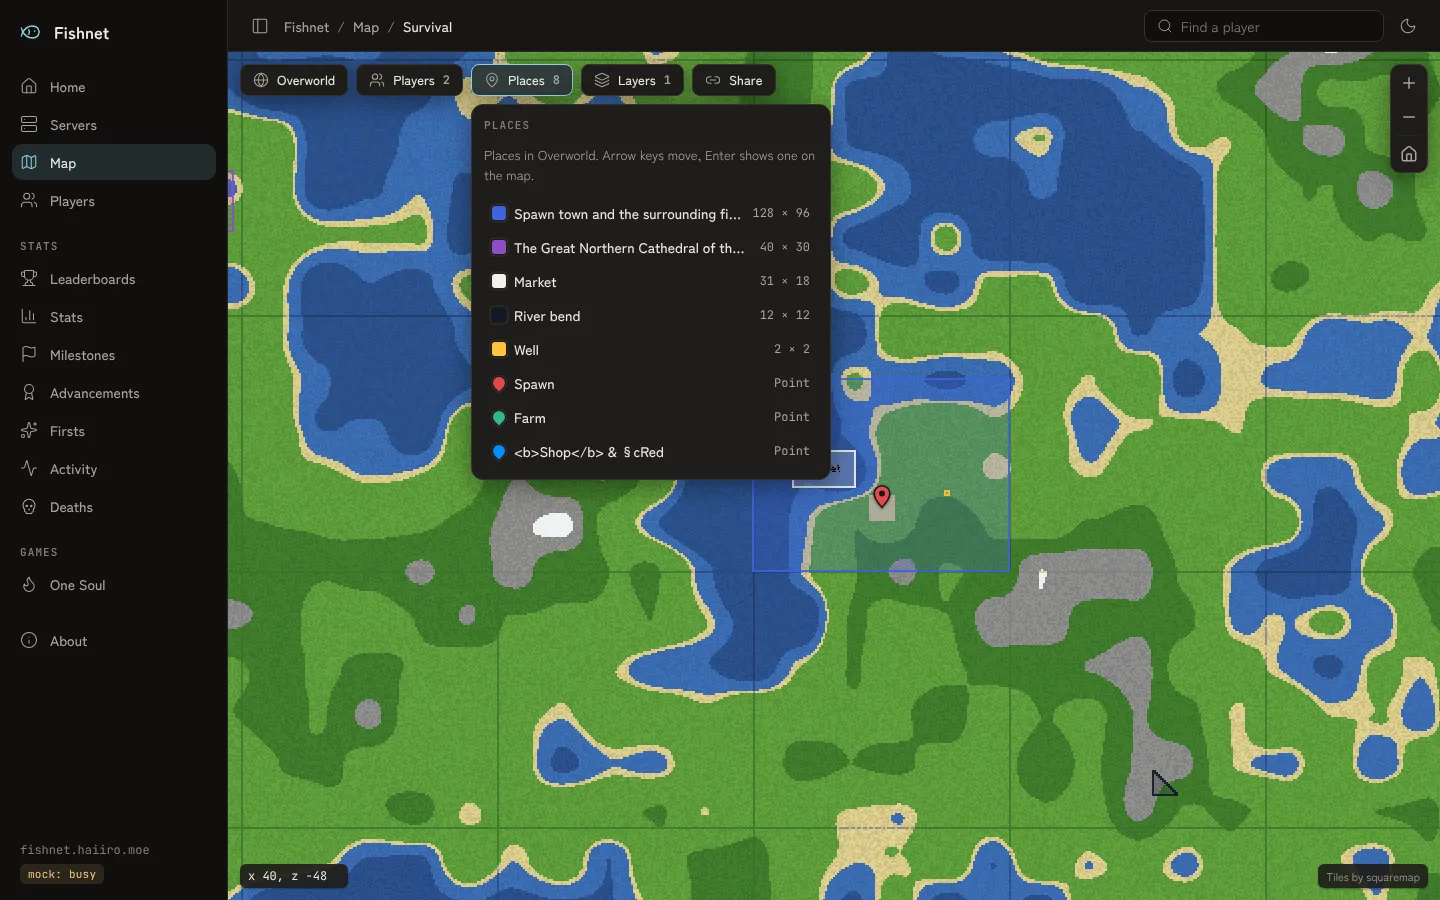 Fishnet
Home
Servers
Map
Players
STATS
Leaderboards
Stats
Milestones
Advancements
Firsts
Activity
Deaths
GAMES
One Soul
About
fishnet.haiiro.moe
mock: busy
Fishnet / Map / Survival
Find a player
Overworld
Players 2
Places 8
Layers 1
Share
PLACES
Places in Overworld. Arrow keys move, Enter shows one on
the map.
Spawn town and the surrounding fi... 128 × 96
The Great Northern Cathedral of th... 40 × 30
Market 31 × 18
River bend 12 × 12
Well 2 × 2
Spawn Point
Farm Point
<b>Shop</b> & §cRed Point
x 40, z -48
Tiles by squaremap